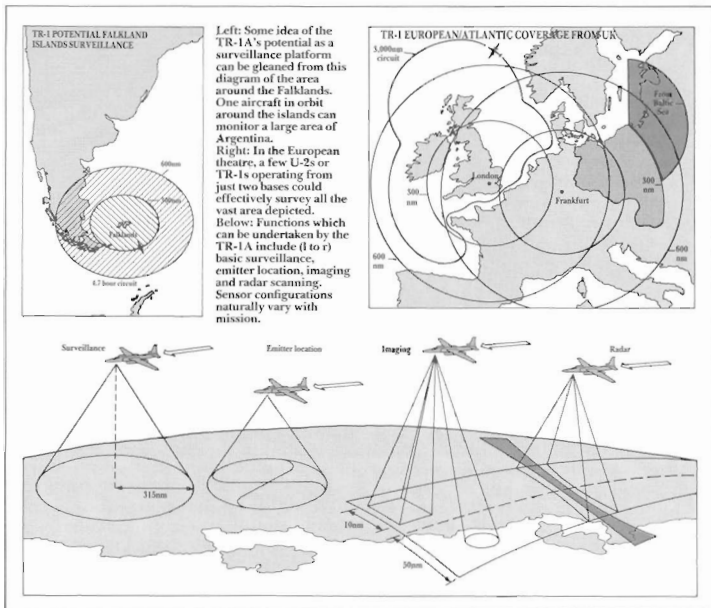 TR-1 POTENTIAL FALKLAND
ISLANDS SURVEILLANCE
600nm
300nm
Falklands
4.7 hour circuit
Left: Some idea of the
TR-1A's potential as a
surveillance platform
can be gleaned from this
diagram of the area
around the Falklands.
One aircraft in orbit
around the islands can
monitor a large area of
Argentina.
Right: In the European
theatre, a few U-2s or
TR-1s operating from
just two bases could
effectively survey all the
vast area depicted.
Below: Functions which
can be undertaken by the
TR-1A include (l to r)
basic surveillance,
emitter location, imaging
and radar scanning.
Sensor configurations
naturally vary with
mission.
TR-1 EUROPEAN/ATLANTIC COVERAGE FROM UK
3,000nm
circuit
From
Baltic
Sea
London
Frankfurt
300
nm
300
nm
600
nm
600
nm
Surveillance
Emitter location
Imaging
Radar
315nm
10nm
50nm